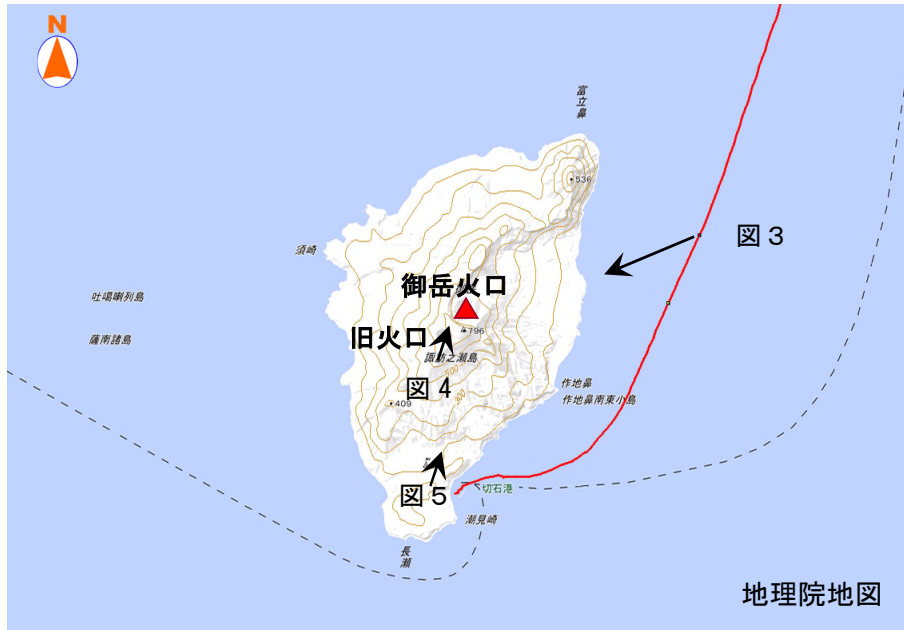 N
富立鼻
536
図3
須崎
御岳火口
吐噶喇列島
旧火口
796
薩南諸島
諏訪之瀬島
500
図4
作地鼻
作地鼻南東小島
300
409
図5
切石港
潮見崎
長瀬
地理院地図